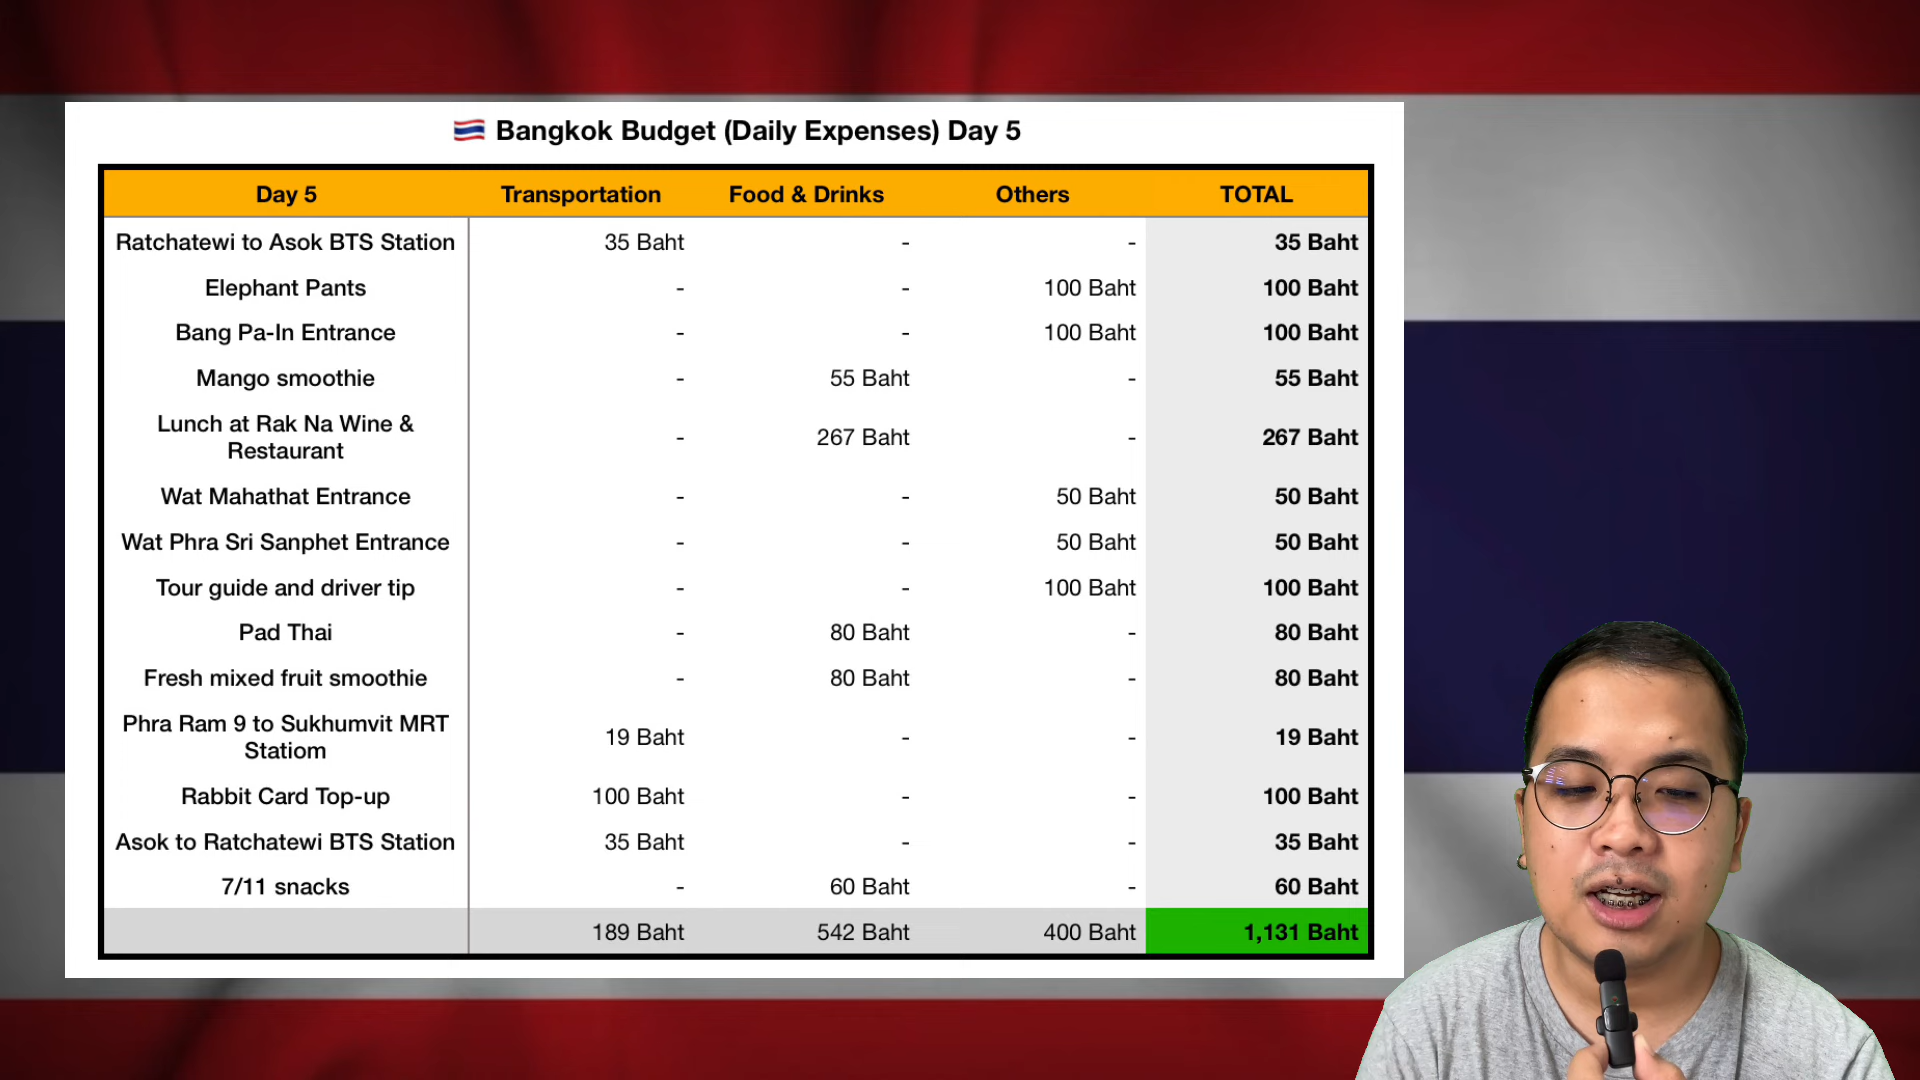 Bangkok Budget (Daily Expenses) Day 5
Day 5 Transportation Food & Drinks Others TOTAL
Ratchatewi to Asok BTS Station 35 Baht - - 35 Baht
Elephant Pants - - 100 Baht 100 Baht
Bang Pa-In Entrance - - 100 Baht 100 Baht
Mango smoothie - 55 Baht - 55 Baht
Lunch at Rak Na Wine &
Restaurant - 267 Baht - 267 Baht
Wat Mahathat Entrance - - 50 Baht 50 Baht
Wat Phra Sri Sanphet Entrance - - 50 Baht 50 Baht
Tour guide and driver tip - - 100 Baht 100 Baht
Pad Thai - 80 Baht - 80 Baht
Fresh mixed fruit smoothie - 80 Baht - 80 Baht
Phra Ram 9 to Sukhumvit MRT
Statiom 19 Baht - - 19 Baht
Rabbit Card Top-up 100 Baht - - 100 Baht
Asok to Ratchatewi BTS Station 35 Baht - - 35 Baht
7/11 snacks - 60 Baht - 60 Baht
189 Baht 542 Baht 400 Baht 1,131 Baht